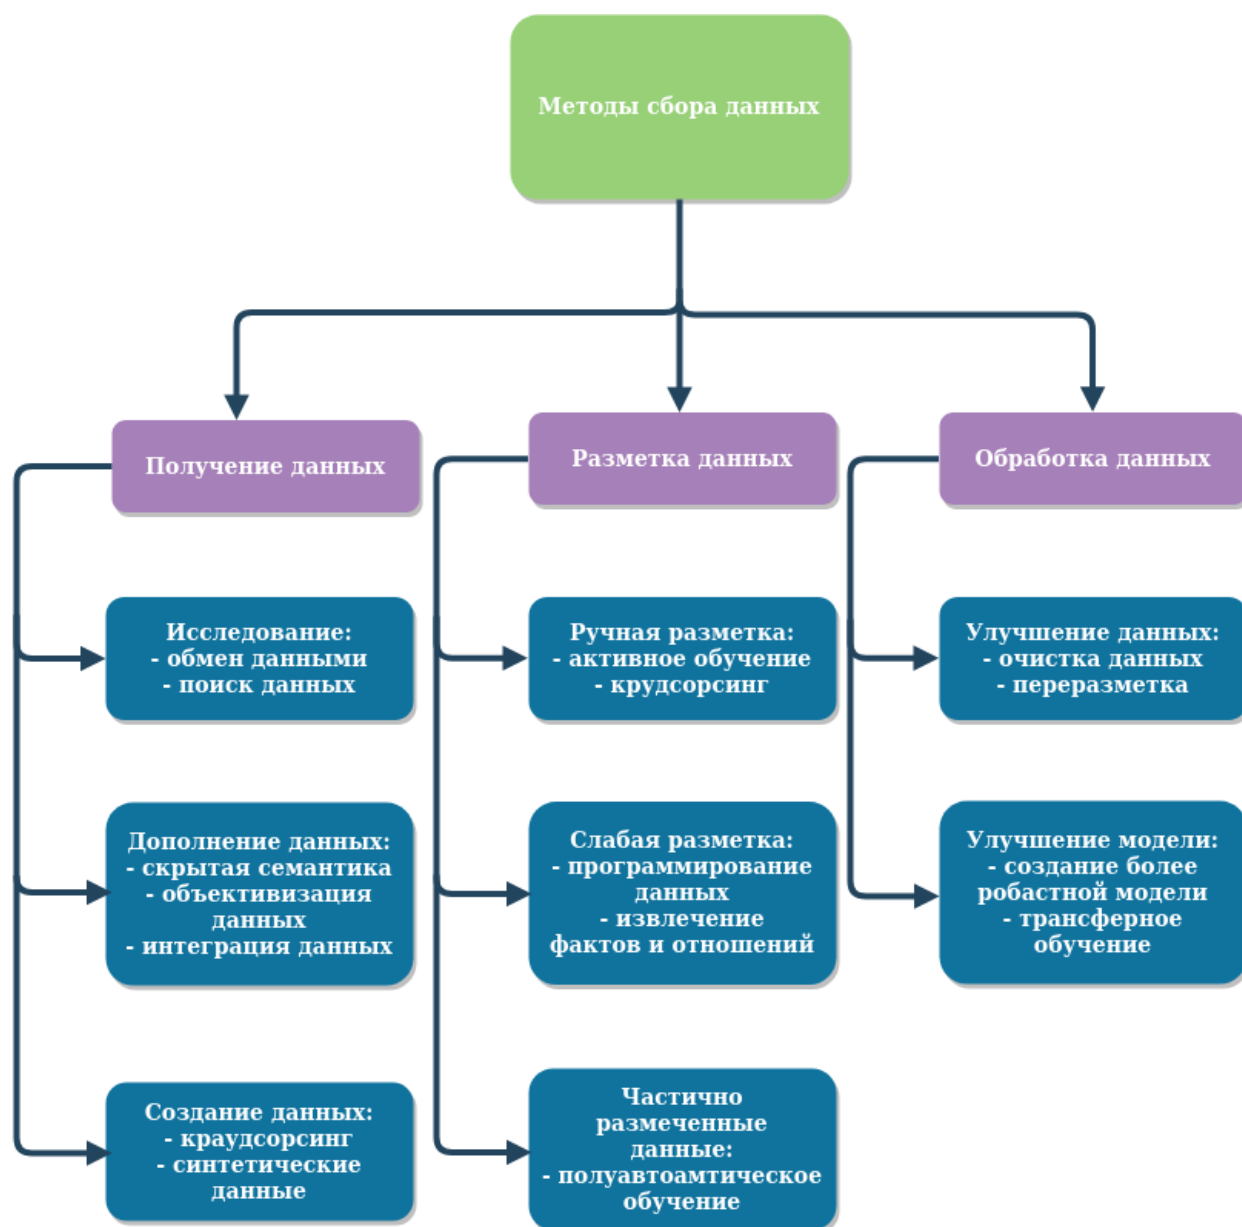 Методы сбора данных
Получение данных
Разметка данных
Обработка данных
Исследование:
- обмен данными
- поиск данных
Ручная разметка:
- активное обучение
- крудсорсинг
Улучшение данных:
- очистка данных
- переразметка
Дополнение данных:
- скрытая семантика
- объективизация
данных
- интеграция данных
Слабая разметка:
- программирование
данных
- извлечение
фактов и отношений
Улучшение модели:
- создание более
робастной модели
- трансферное
обучение
Создание данных:
- краудсорсинг
- синтетические
данные
Частично
размеченные
данные:
- полуавтоамтическое
обучение